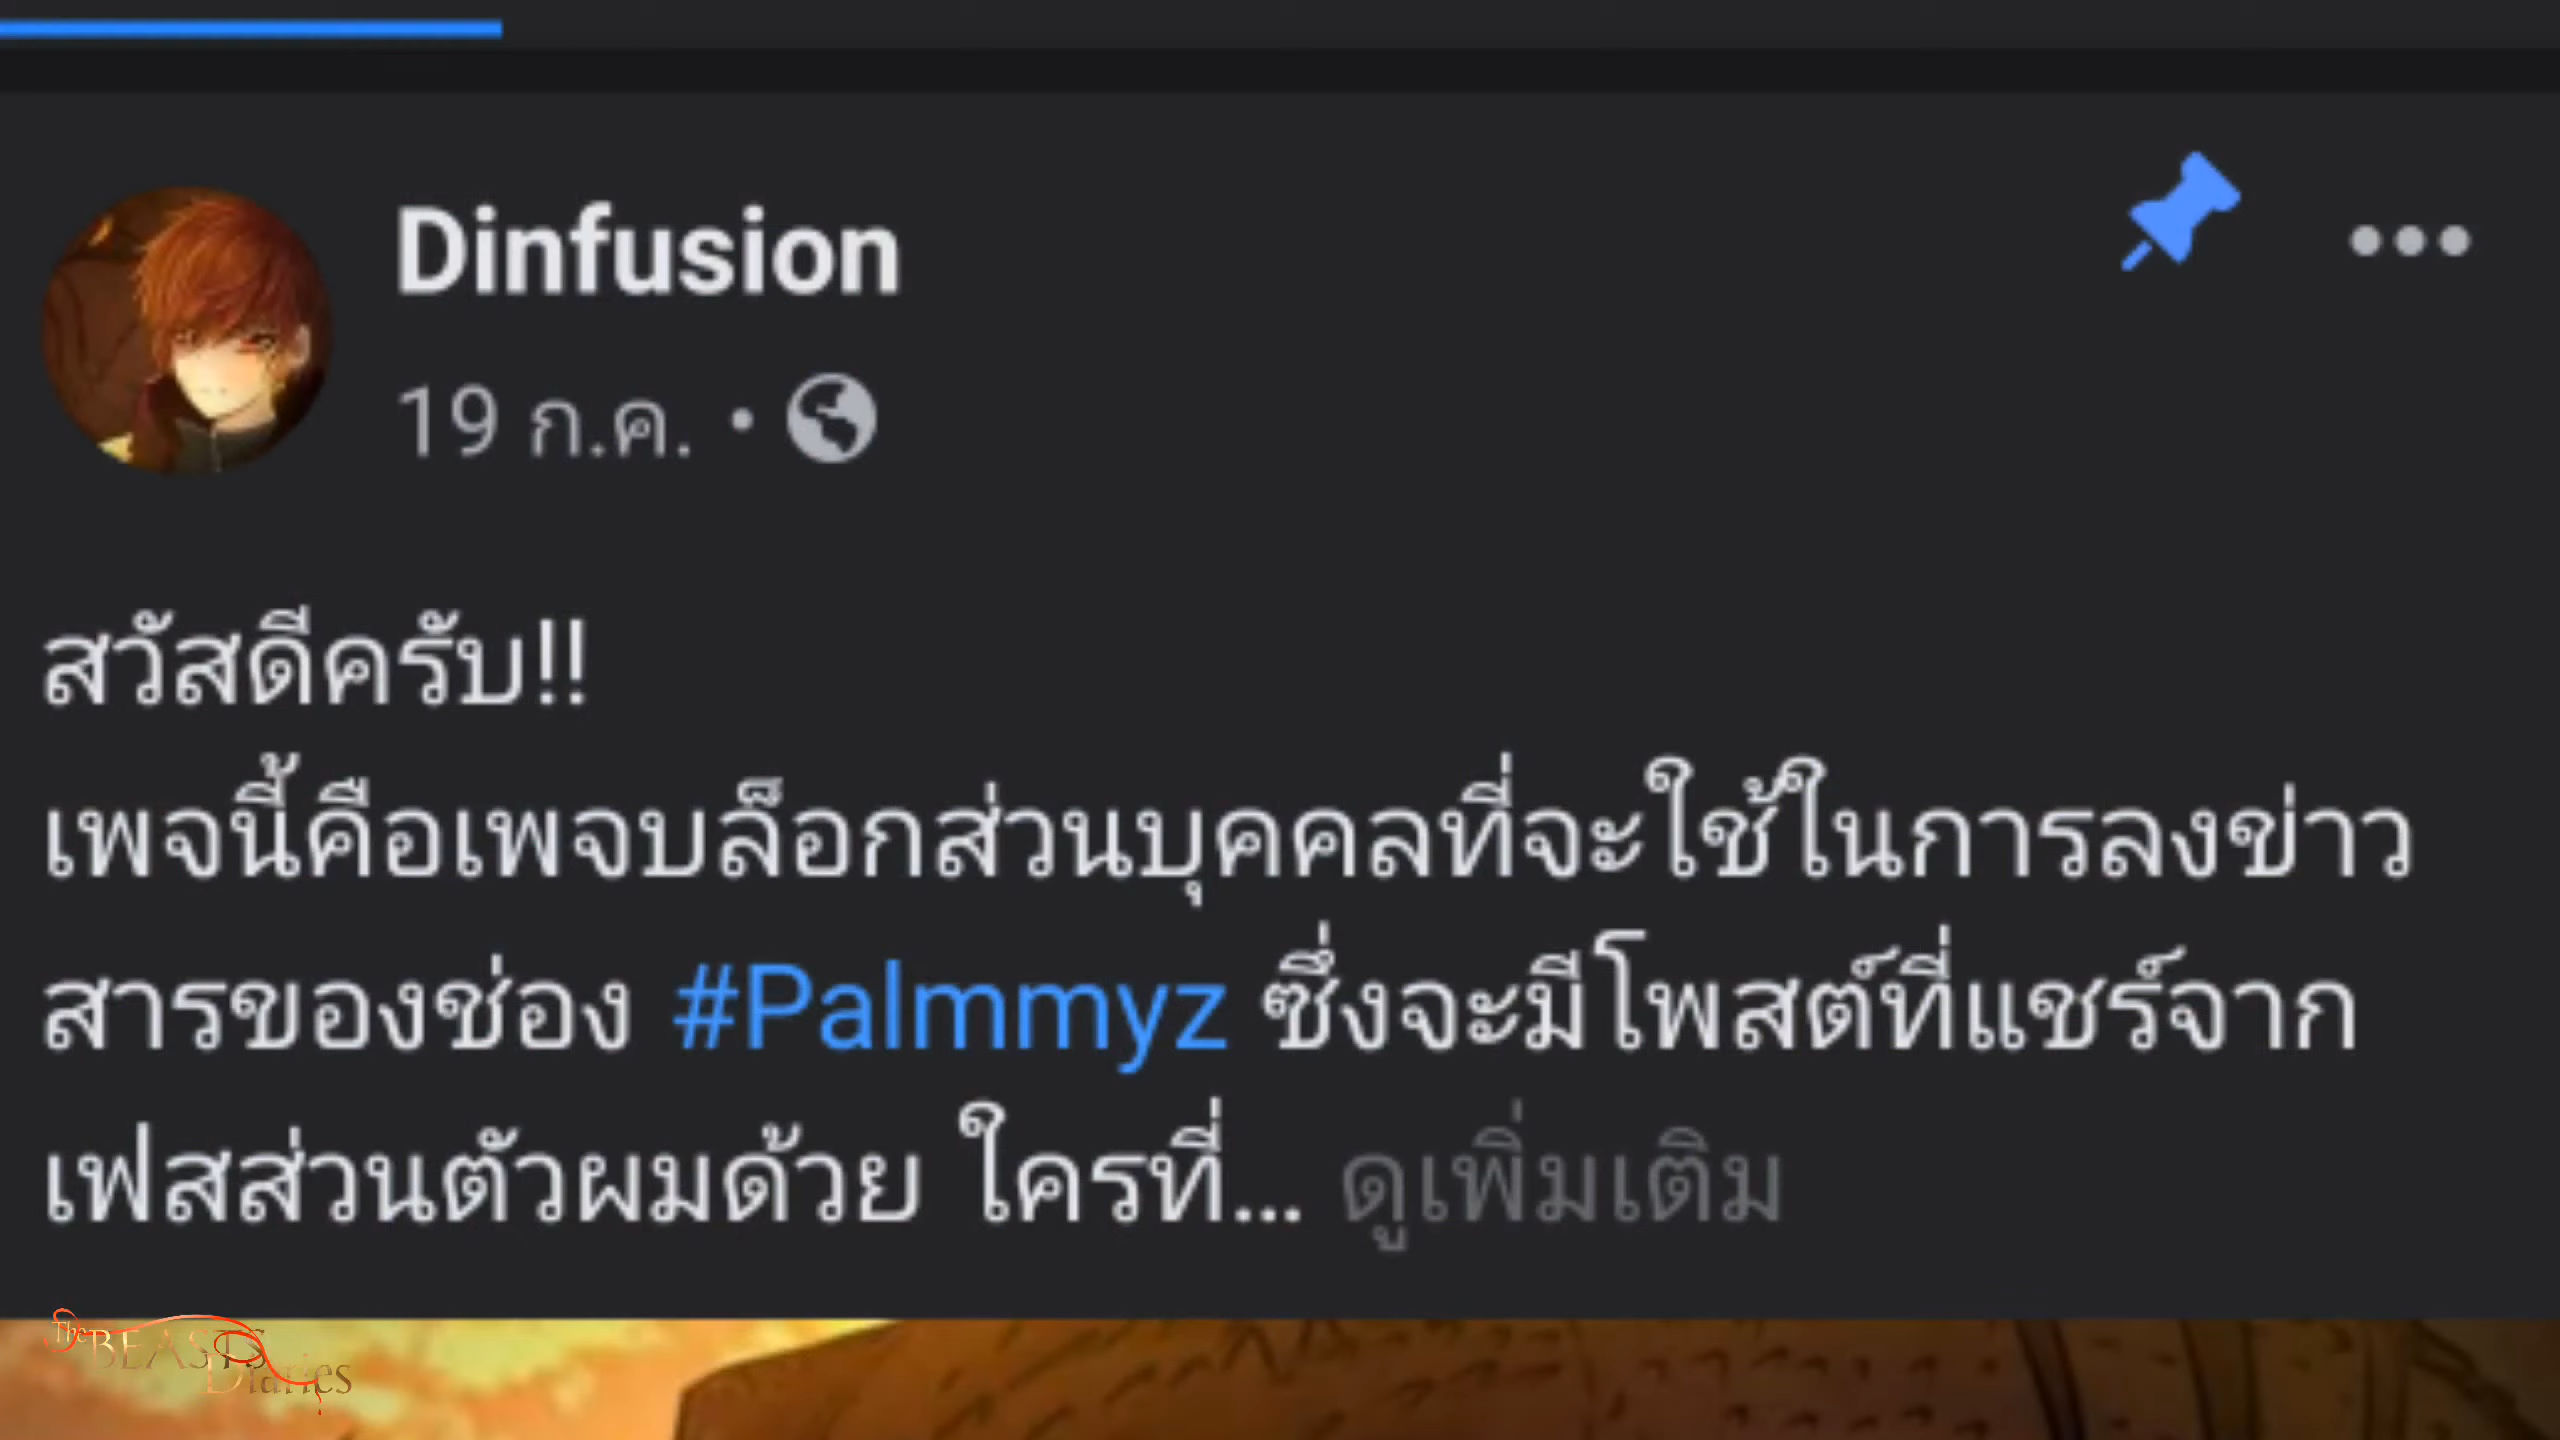 Dinfusion
19 ก.ค. •
สวัสดีครับ!!
เพจนี้คือเพจบล็อกส่วนบุคคลที่จะใช้ในการลงข่าว
สารของช่อง #Palmmyz ซึ่งจะมีโพสต์ที่แชร์จาก
เฟสส่วนตัวผมด้วย ใครที่... ดูเพิ่มเติม
The BEASTS
Diaries